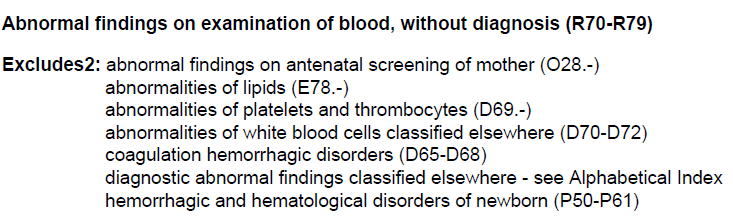 Abnormal findings on examination of blood, without diagnosis (R70-R79)
Excludes2: abnormal findings on antenatal screening of mother (O28.-)
abnormalities of lipids (E78.-)
abnormalities of platelets and thrombocytes (D69.-)
abnormalities of white blood cells classified elsewhere (D70-D72)
coagulation hemorrhagic disorders (D65-D68)
diagnostic abnormal findings classified elsewhere - see Alphabetical Index
hemorrhagic and hematological disorders of newborn (P50-P61)